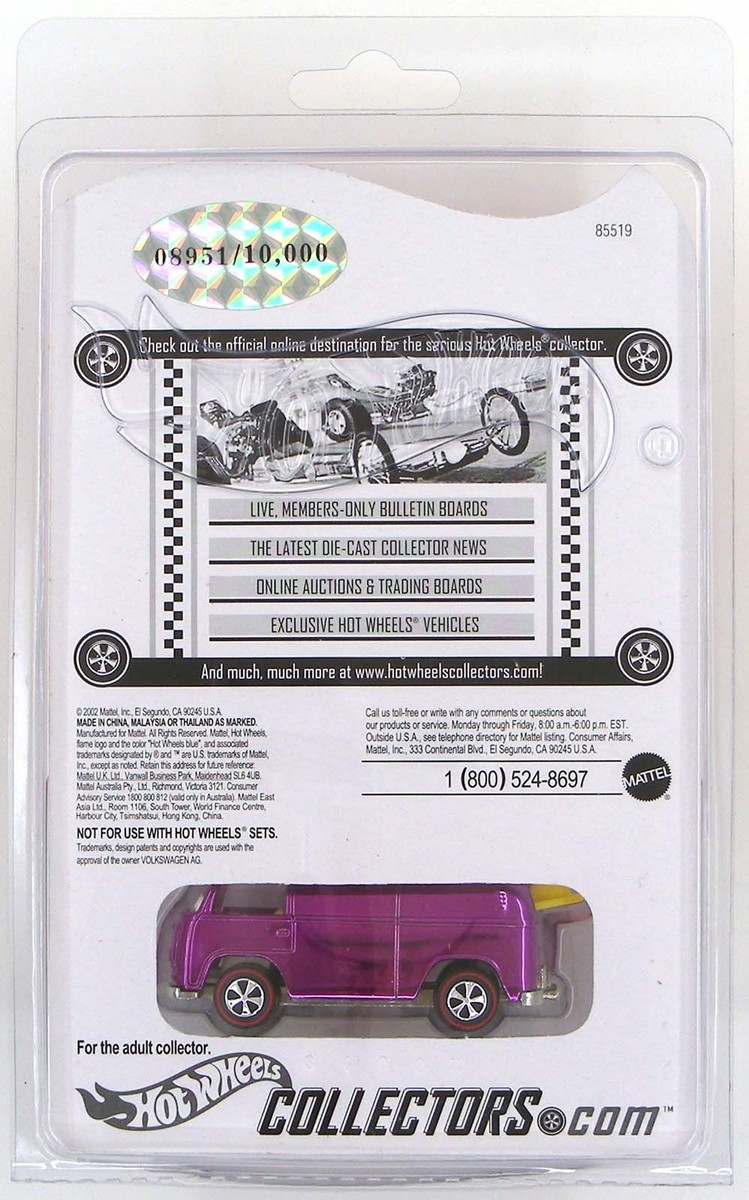 85519
08951/10,000
Check out the official online destination for the serious Hot Wheels® collector.
LIVE, MEMBERS-ONLY BULLETIN BOARDS
THE LATEST DIE-CAST COLLECTOR NEWS
ONLINE AUCTIONS & TRADING BOARDS
EXCLUSIVE HOT WHEELS® VEHICLES
And much, much more at www.hotwheelscollectors.com!
© 2002 Mattel, Inc., El Segundo, CA 90245 U.S.A.
MADE IN CHINA, MALAYSIA OR THAILAND AS MARKED.
Manufactured for Mattel. All Rights Reserved. Mattel, Hot Wheels,
flame logo and the color "Hot Wheels blue", and associated
trademarks designated by ® and ™ are U.S. trademarks of Mattel,
Inc., except as noted. Retain this address for future reference:
Mattel U.K. Ltd., Vanwall Business Park, Maidenhead SL6 4UB.
Mattel Australia Pty., Ltd., Richmond, Victoria 3121. Consumer
Advisory Service 1800 800 812 (valid only in Australia). Mattel East
Asia Ltd., Room 1106, South Tower, World Finance Centre,
Harbour City, Tsimshatsui, Hong Kong, China.
NOT FOR USE WITH HOT WHEELS® SETS.
Trademarks, design patents and copyrights are used with the
approval of the owner VOLKSWAGEN AG.
Call us toll-free or write with any comments or questions about
our products or service. Monday through Friday, 8:00 a.m.-6:00 p.m. EST.
Outside U.S.A., see telephone directory for Mattel listing. Consumer Affairs,
Mattel, Inc., 333 Continental Blvd., El Segundo, CA 90245 U.S.A.
1 (800) 524-8697
MATTEL®
For the adult collector.
Hot Wheels
COLLECTORS.com™